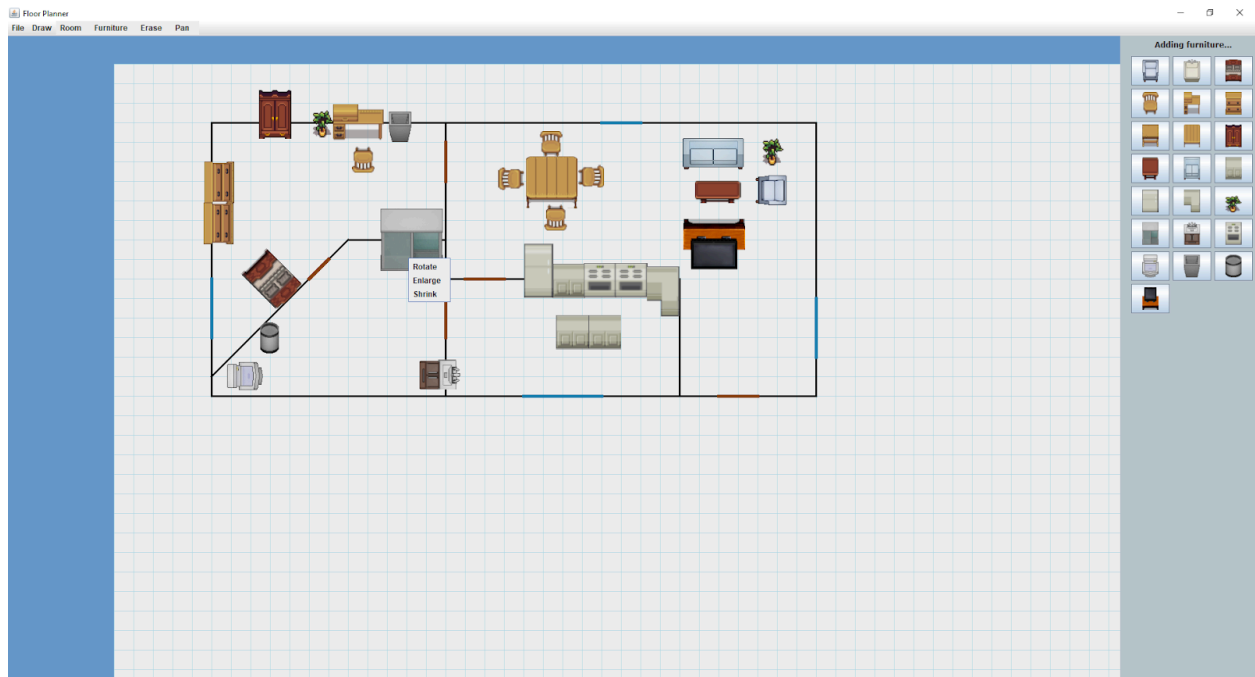 Floor Planner
File Draw Room Furniture Erase Pan
Adding furniture...
Rotate
Enlarge
Shrink